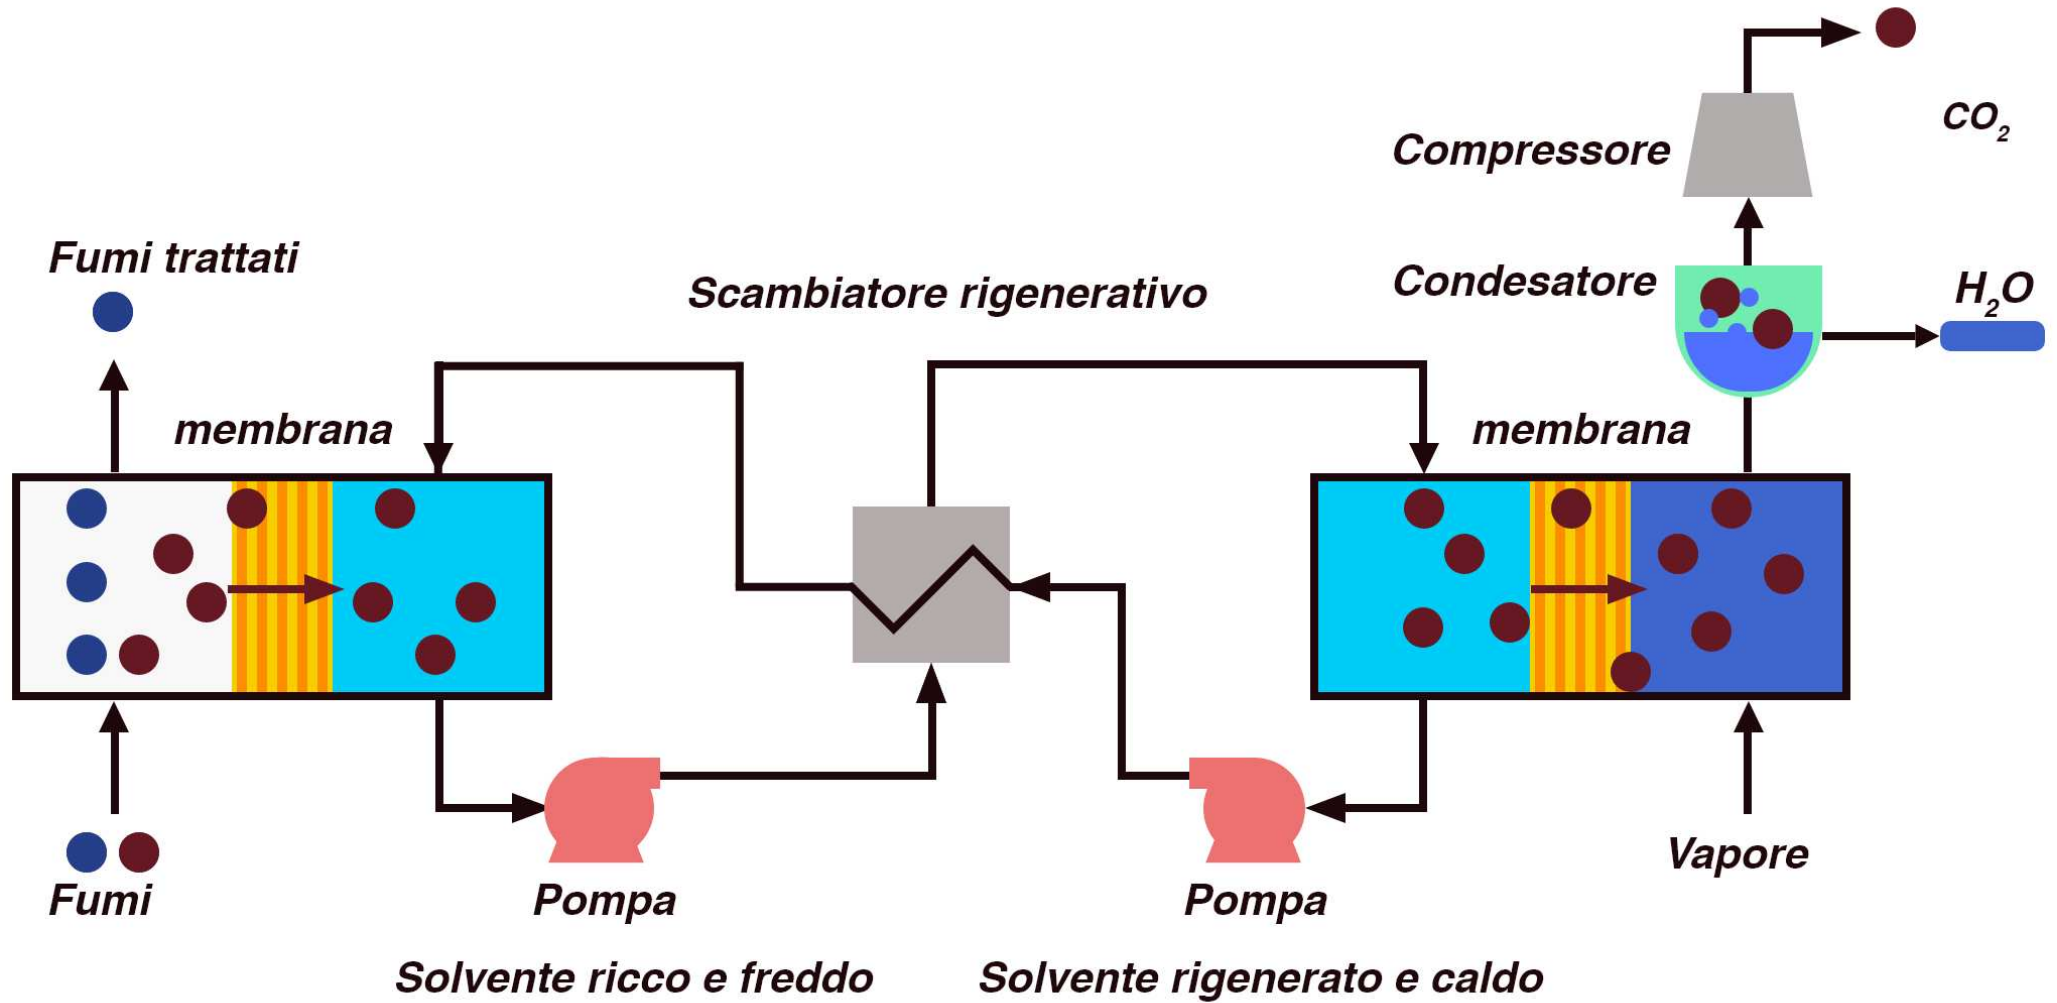 CO2
Compressore
Fumi trattati
Scambiatore rigenerativo
Condesatore
H2O
membrana
membrana
Vapore
Fumi
Pompa
Pompa
Solvente ricco e freddo
Solvente rigenerato e caldo